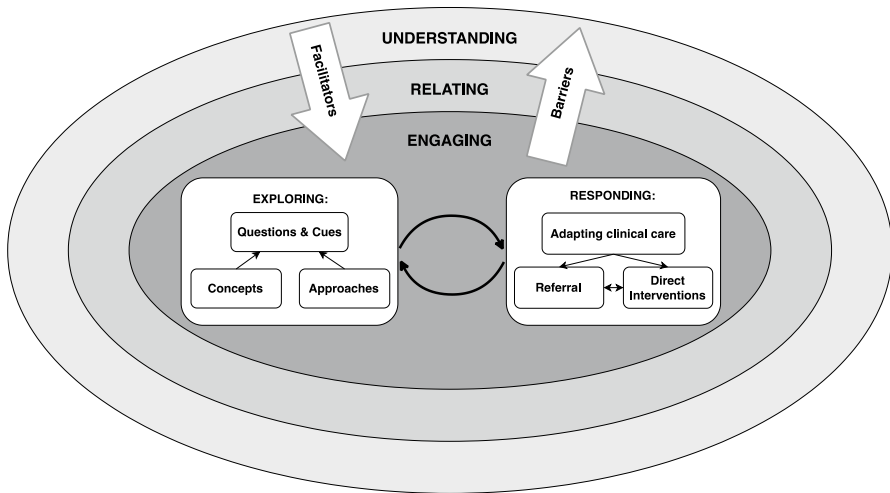 UNDERSTANDING
Facilitators
Barriers
RELATING
ENGAGING
EXPLORING:
Questions & Cues
Concepts
Approaches
RESPONDING:
Adapting clinical care
Referral
Direct
Interventions